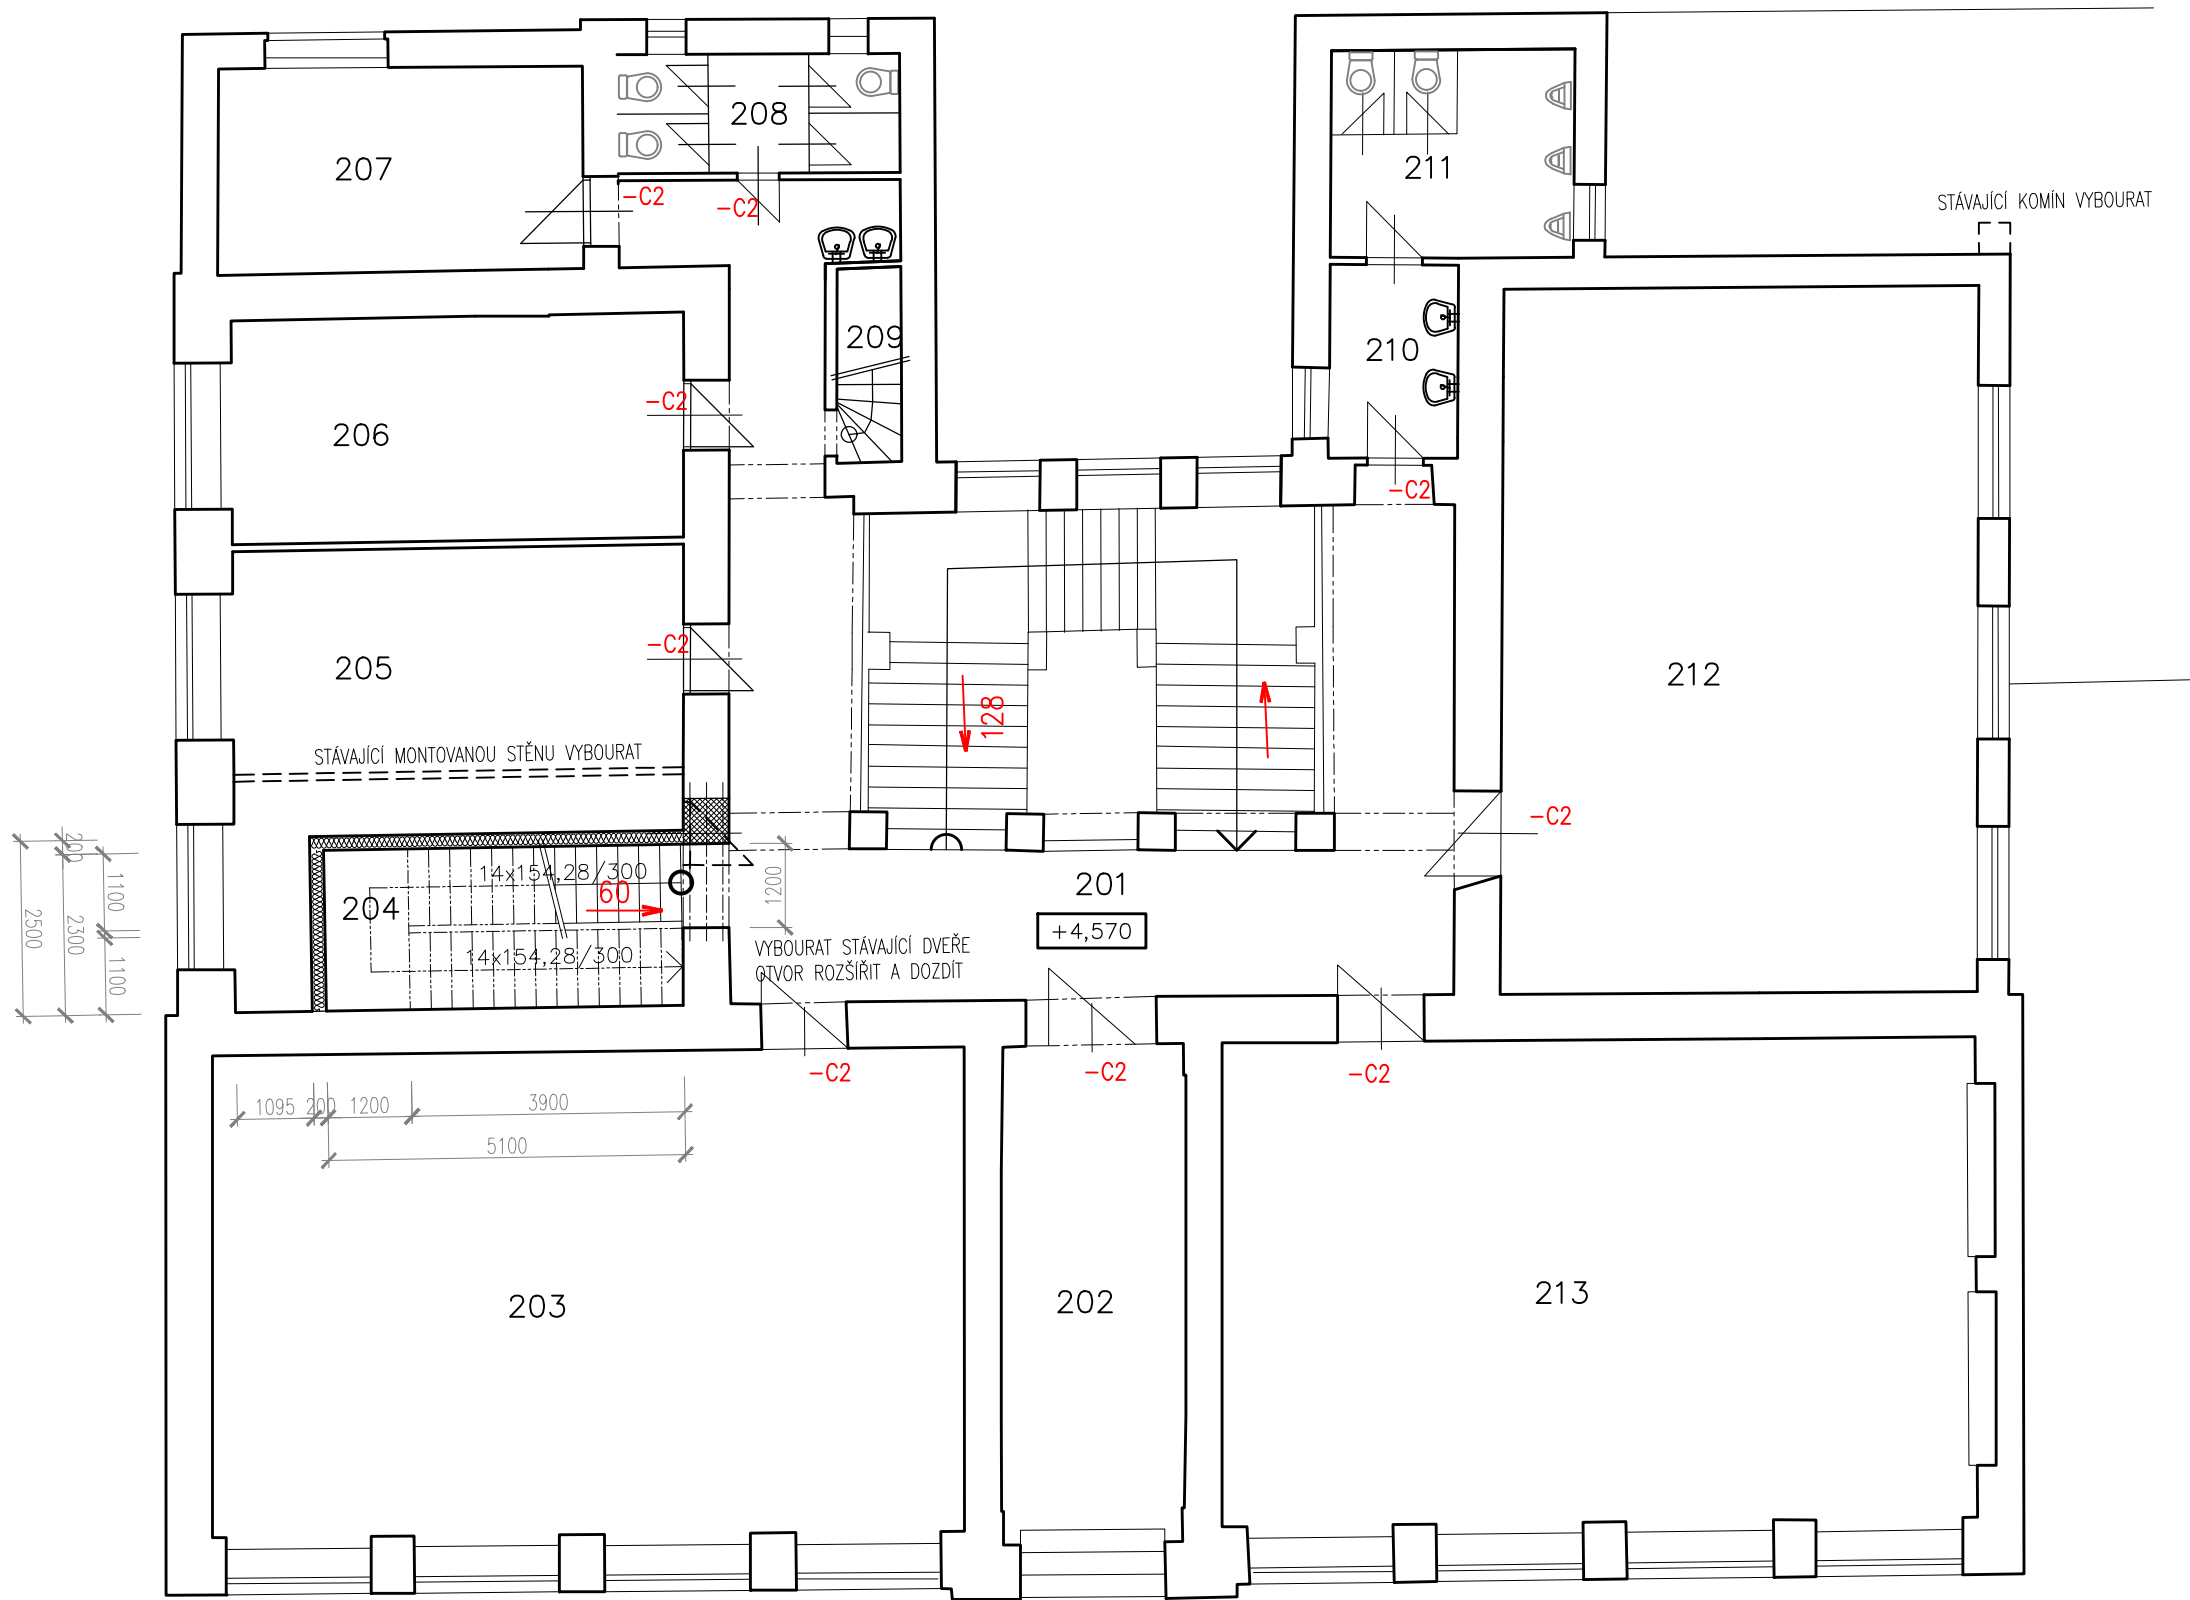 208
211
207
-C2
-C2
STÁVAJÍCÍ KOMÍN VYBOURAT
209
210
-C2
206
-C2
-C2
205
212
128
STÁVAJÍCÍ MONTOVANOU STĚNU VYBOURAT
-C2
200
1100
2500
2300
1100
14x154,28/300
60
204
14x154,28/300
1200
201
+4,570
VYBOURAT STÁVAJÍCÍ DVEŘE
OTVOR ROZŠÍŘIT A DOZDÍT
-C2
-C2
-C2
1095 200 1200 3900
5100
203
202
213